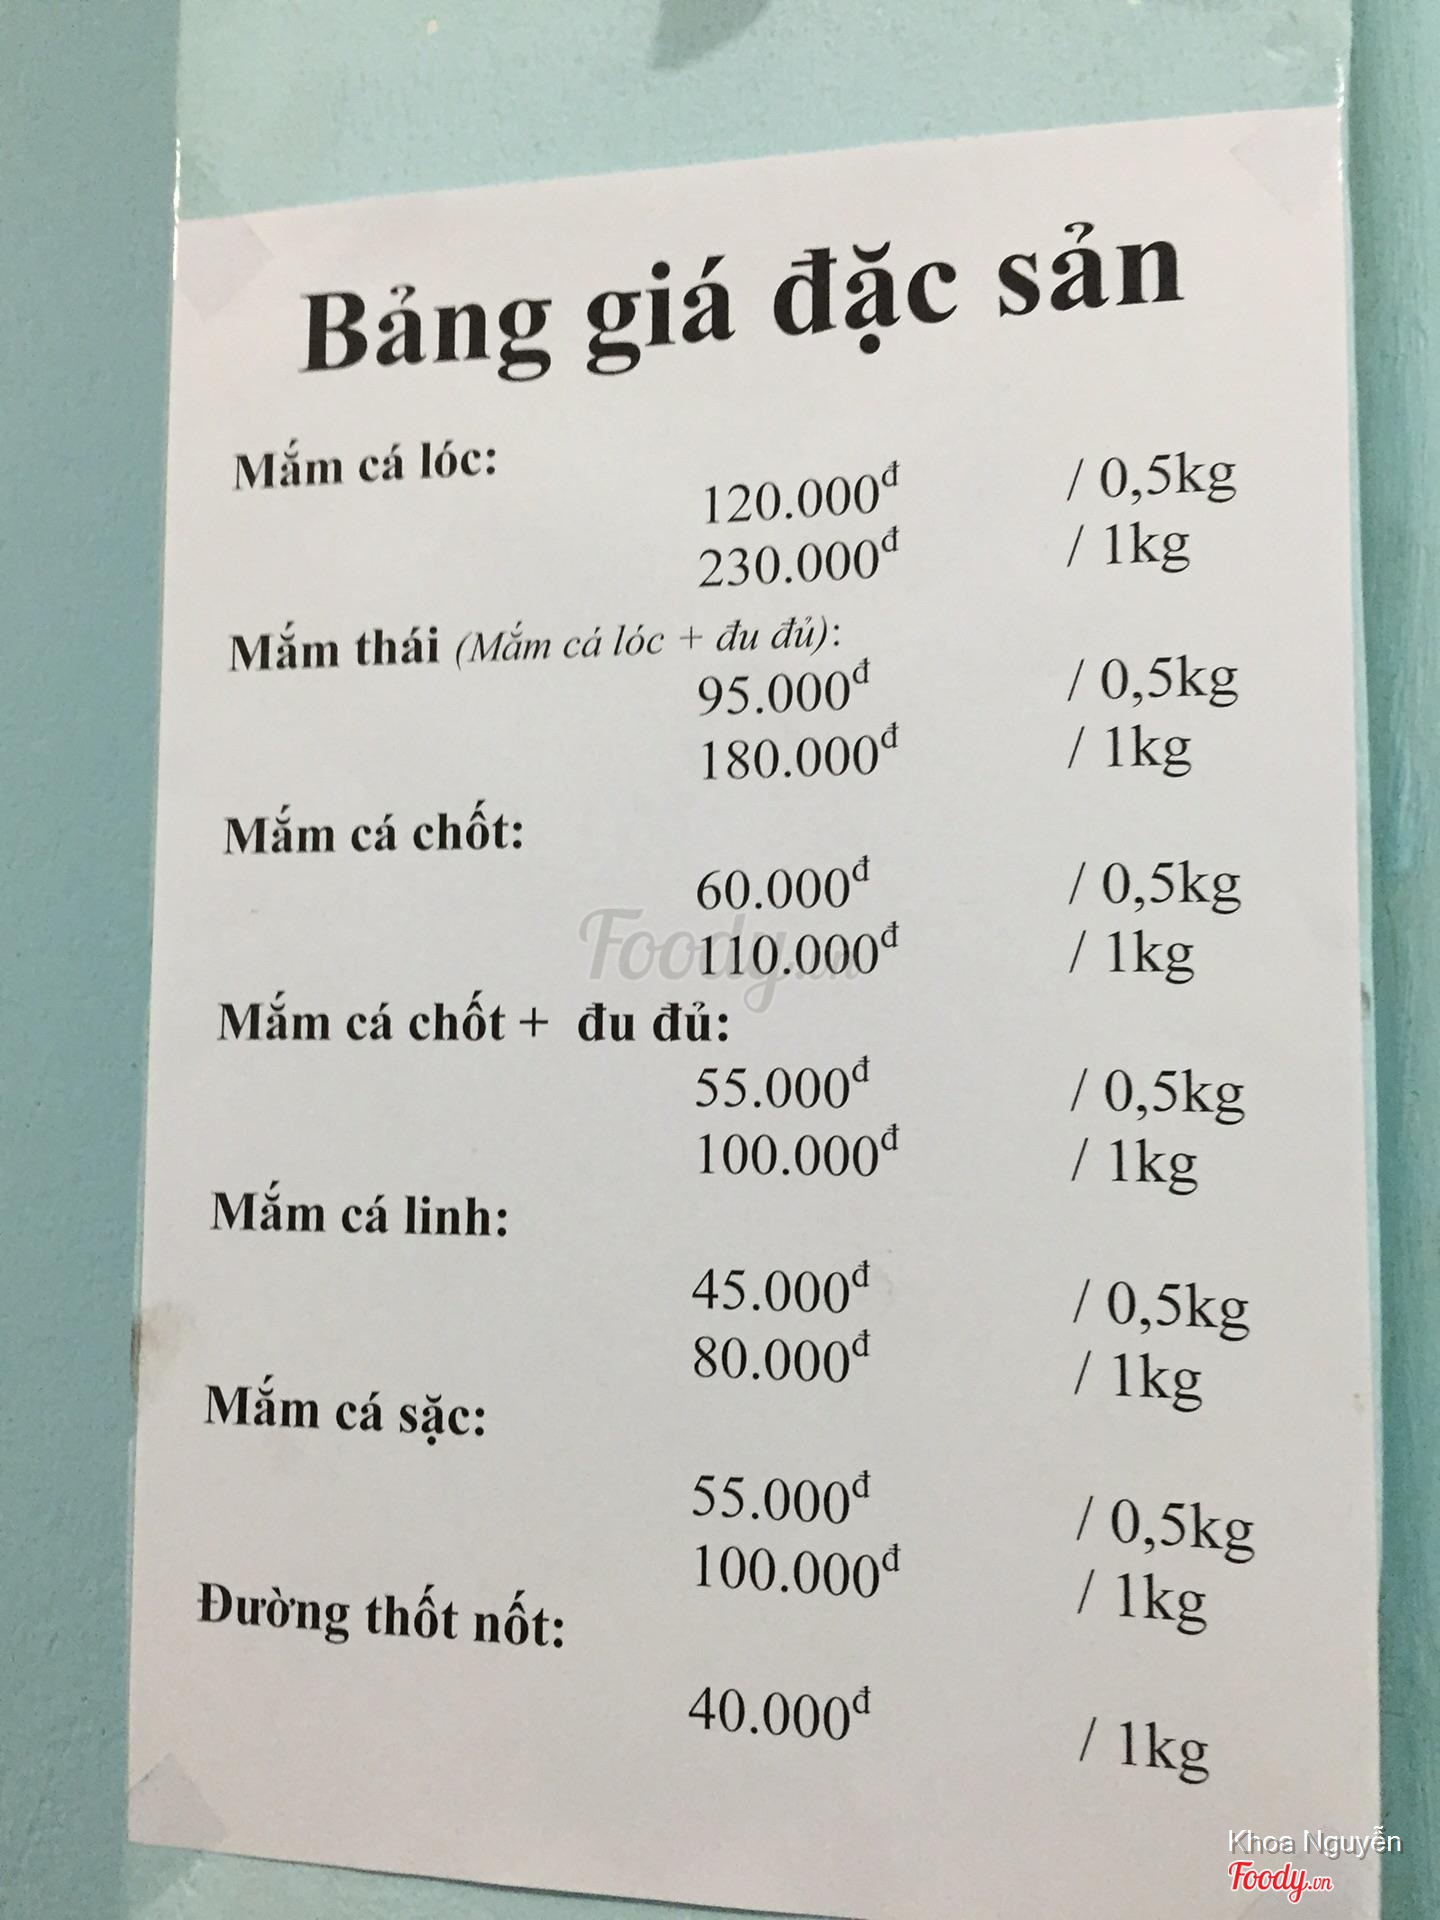 Bảng giá đặc sản
Mắm cá lóc:
120.000đ / 0,5kg
230.000đ / 1kg
Mắm thái (Mắm cá lóc + đu đủ):
95.000đ / 0,5kg
180.000đ / 1kg
Mắm cá chốt:
60.000đ / 0,5kg
110.000đ / 1kg
Mắm cá chốt + đu đủ:
55.000đ / 0,5kg
100.000đ / 1kg
Mắm cá linh:
45.000đ / 0,5kg
80.000đ / 1kg
Mắm cá sặc:
55.000đ / 0,5kg
100.000đ / 1kg
Đường thốt nốt:
40.000đ / 1kg
Foody.vn
Khoa Nguyễn
Foody.vn